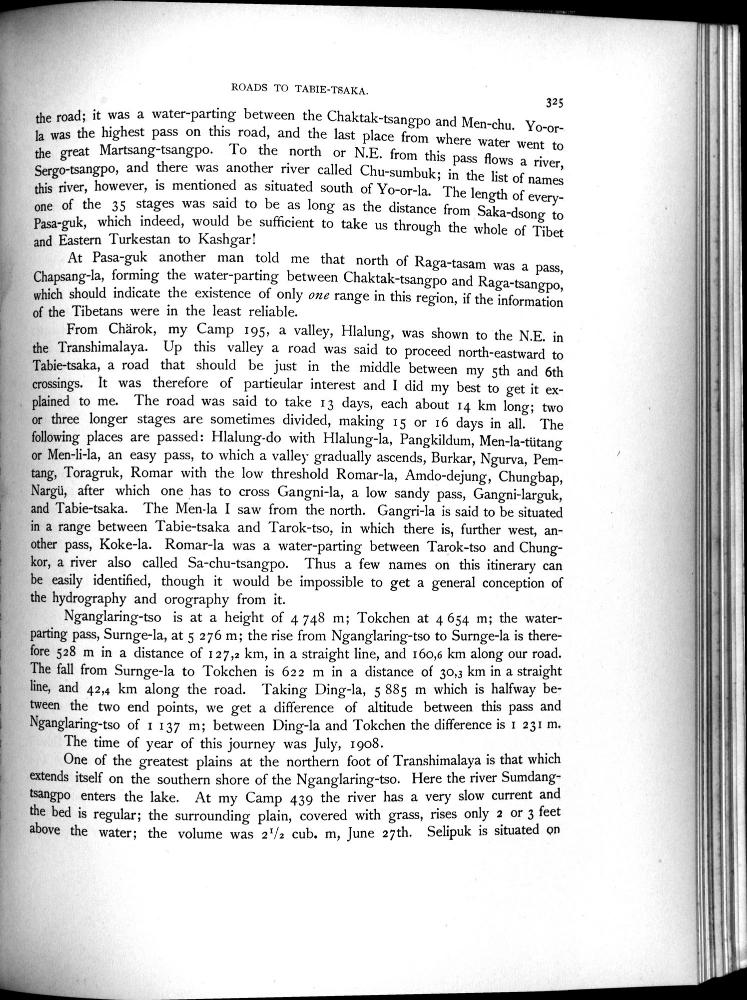 ROADS TO TABIE-TSAKA.
325
the road; it was a water-parting between the Chaktak-tsangpo and Men-chu. Yo-or-
la was the highest pass on this road, and the last place from where water went to
the great Martsang-tsangpo. To the north or N.E. from this pass flows a river,
Sergo-tsangpo, and there was another river called Chu-sumbuk; in the list of names
this river, however, is mentioned as situated south of Yo-or-la. The length of every-
one of the 35 stages was said to be as long as the distance from Saka-dsong to
Pasa-guk, which indeed, would be sufficient to take us through the whole of Tibet
and Eastern Turkestan to Kashgar!
At Pasa-guk another man told me that north of Raga-tasam was a pass,
Chapsang-la, forming the water-parting between Chaktak-tsangpo and Raga-tsangpo,
which should indicate the existence of only one range in this region, if the information
of the Tibetans were in the least reliable.
From Chärok, my Camp 195, a valley, Hlalung, was shown to the N.E. in
the Transhimalaya. Up this valley a road was said to proceed north-eastward to
Tabie-tsaka, a road that should be just in the middle between my 5th and 6th
crossings. It was therefore of partieular interest and I did my best to get it ex-
plained to me. The road was said to take 13 days, each about 14 km long; two
or three longer stages are sometimes divided, making 15 or 16 days in all. The
following places are passed: Hlalung-do with Hlalung-la, Pangkildum, Men-la-tütang
or Men-li-la, an easy pass, to which a valley gradually ascends, Burkar, Ngurva, Pem-
tang, Toragruk, Romar with the low threshold Romar-la, Amdo-dejung, Chungbap,
Nargü, after which one has to cross Gangni-la, a low sandy pass, Gangni-larguk,
and Tabie-tsaka. The Men-la I saw from the north. Gangri-la is said to be situated
in a range between Tabie-tsaka and Tarok-tso, in which there is, further west, an-
other pass, Koke-la. Romar-la was a water-parting between Tarok-tso and Chung-
kor, a river also called Sa-chu-tsangpo. Thus a few names on this itinerary can
be easily identified, though it would be impossible to get a general conception of
the hydrography and orography from it.
Nganglaring-tso is at a height of 4 748 m; Tokchen at 4 654 m; the water-
parting pass, Surnge-la, at 5 276 m; the rise from Nganglaring-tso to Surnge-la is there-
fore 528 m in a distance of 127,2 km, in a straight line, and 160,6 km along our road.
The fall from Surnge-la to Tokchen is 622 m in a distance of 30,3 km in a straight
line, and 42,4 km along the road. Taking Ding-la, 5 885 m which is halfway be-
tween the two end points, we get a difference of altitude between this pass and
Nganglaring-tso of 1 137 m; between Ding-la and Tokchen the difference is 1 231 m.
The time of year of this journey was July, 1908.
One of the greatest plains at the northern foot of Transhimalaya is that which
extends itself on the southern shore of the Nganglaring-tso. Here the river Sumdang-
tsangpo enters the lake. At my Camp 439 the river has a very slow current and
the bed is regular; the surrounding plain, covered with grass, rises only 2 or 3 feet
above the water; the volume was 2 1/2 cub. m, June 27th. Selipuk is situated on